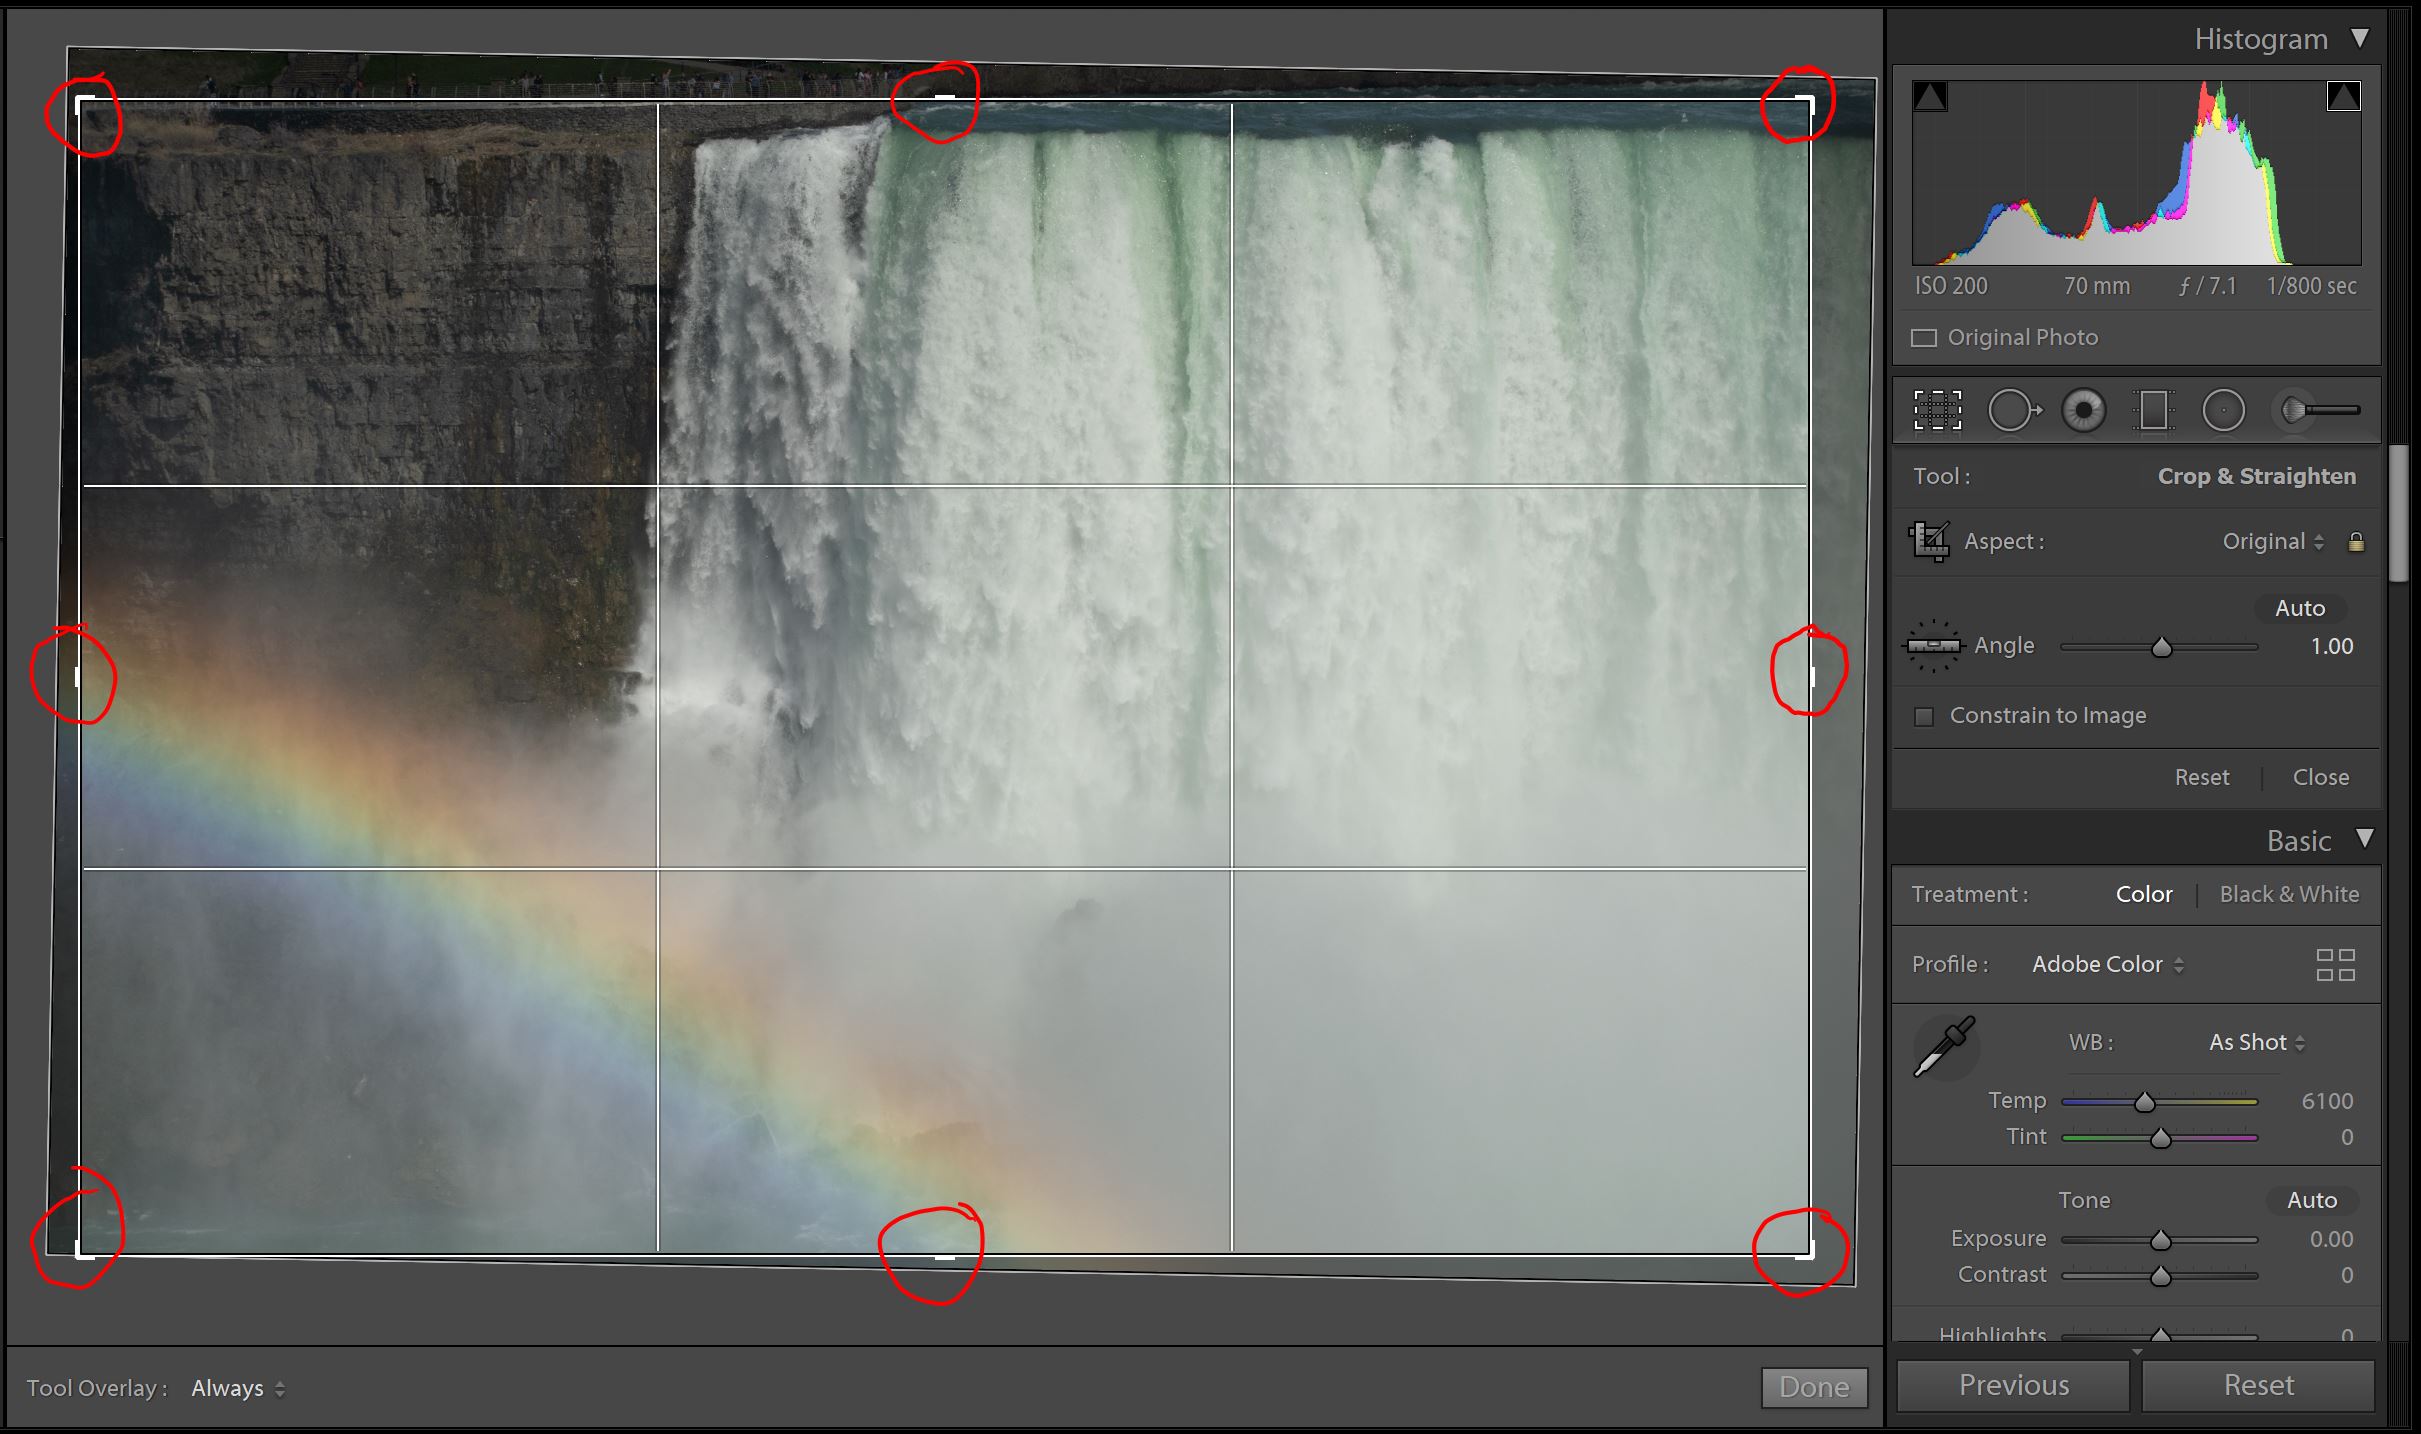 Histogram
ISO 200 70 mm ƒ / 7.1 1/800 sec
Original Photo
Tool : Crop & Straighten
Aspect : Original
Auto
Angle 1.00
Constrain to Image
Reset Close
Basic
Treatment : Color Black & White
Profile : Adobe Color
WB : As Shot
Temp 6100
Tint 0
Tone Auto
Exposure 0.00
Contrast 0
Highlights 0
Tool Overlay : Always Done Previous Reset